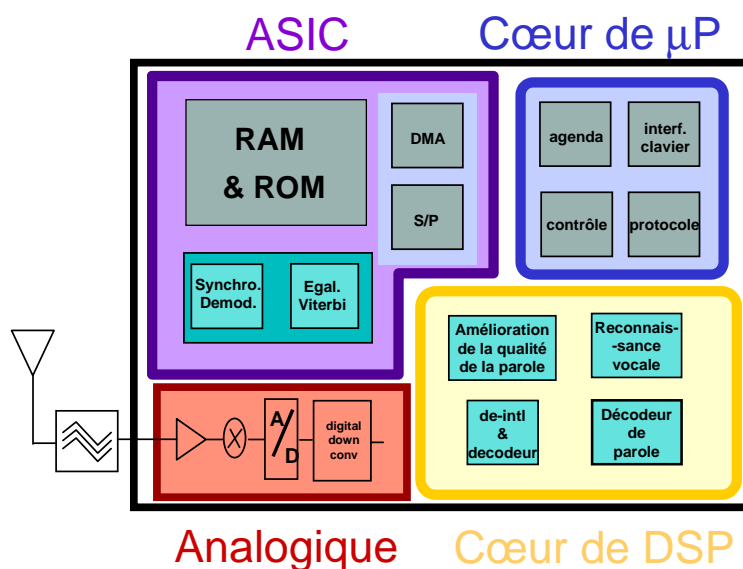 ASIC
Cœur de µP
RAM
& ROM
DMA
S/P
agenda
interf.
clavier
contrôle
protocole
Synchro.
Demod.
Egal.
Viterbi
Amélioration
de la qualité
de la parole
Reconnais-
-sance
vocale
de-intl
&
decodeur
Décodeur
de
parole
A
D
digital
down
conv
Analogique
Cœur de DSP